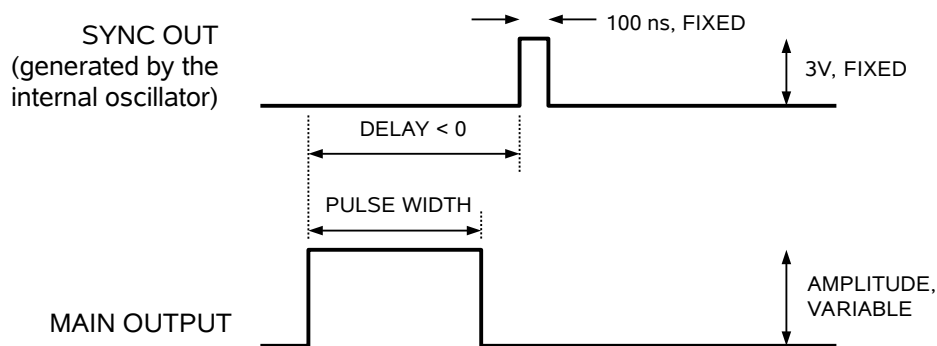 SYNC OUT
(generated by the
internal oscillator)
100 ns, FIXED
3V, FIXED
DELAY < 0
PULSE WIDTH
MAIN OUTPUT
AMPLITUDE,
VARIABLE